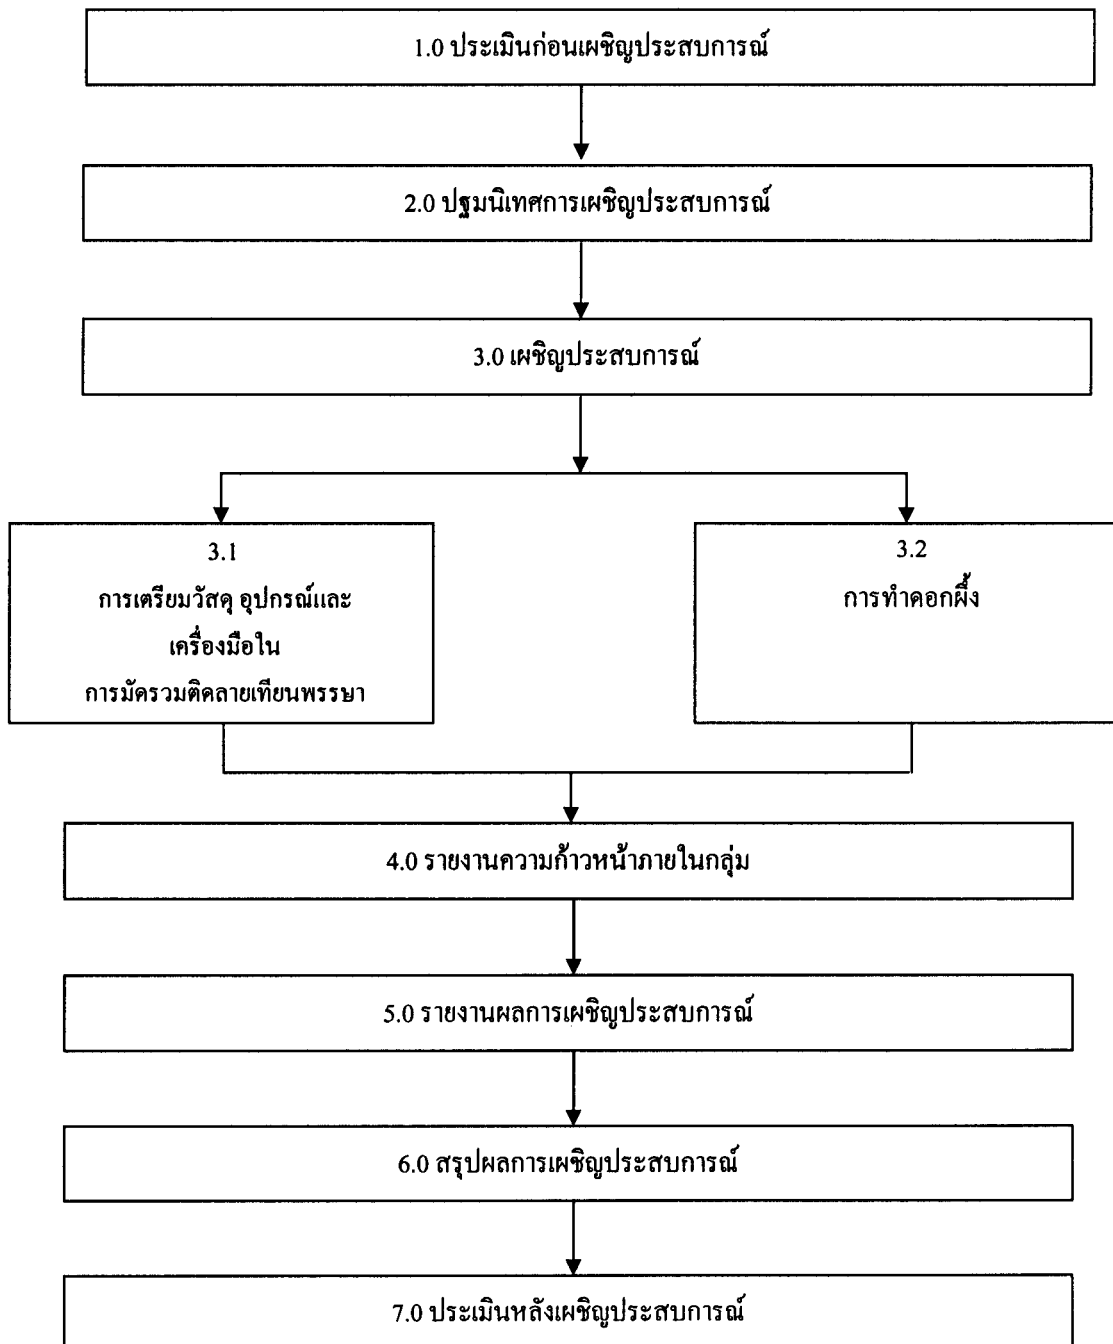 1.0 ประเมินก่อนเผชิญประสบการณ์
2.0 ปฐมนิเทศการเผชิญประสบการณ์
3.0 เผชิญประสบการณ์
3.1
การเตรียมวัสดุ อุปกรณ์และ
เครื่องมือใน
การมัดรวมติดลายเทียนพรรษา
3.2
การทำดอกผึ้ง
4.0 รายงานความก้าวหน้าภายในกลุ่ม
5.0 รายงานผลการเผชิญประสบการณ์
6.0 สรุปผลการเผชิญประสบการณ์
7.0 ประเมินหลังเผชิญประสบการณ์